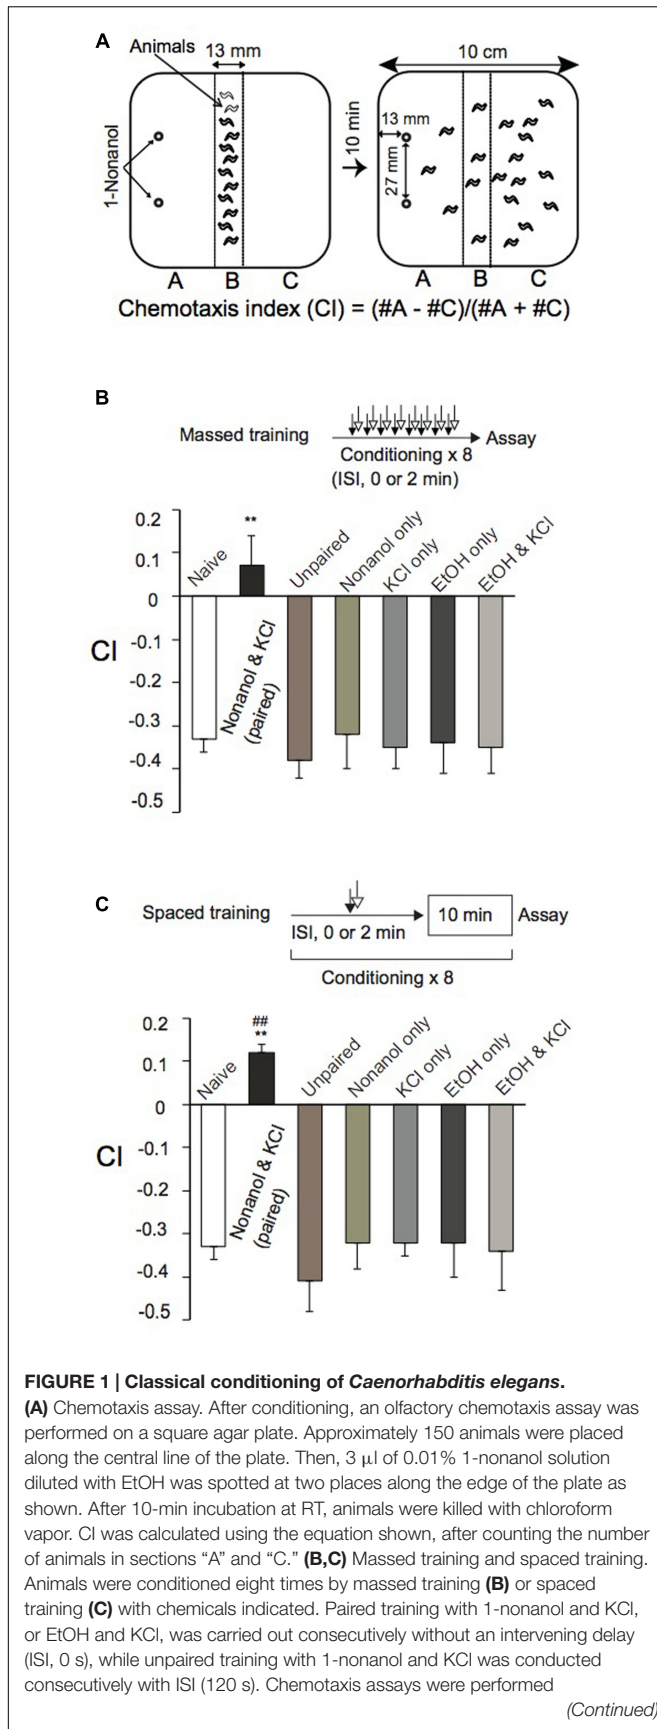 A
Animals
13 mm
10 cm
1-Nonanol
10 min
13 mm
27 mm
A B C
A B C
Chemotaxis index (CI) = (#A - #C)/(#A + #C)
B
Massed training
Assay
Conditioning x 8
(ISI, 0 or 2 min)
0.2
0.1
0
-0.1
-0.2
-0.3
-0.4
-0.5
CI
Naive
**
Nonanol & KCl
(paired)
Unpaired
Nonanol only
KCl only
EtOH only
EtOH & KCl
C
Spaced training
ISI, 0 or 2 min
10 min
Assay
Conditioning x 8
0.2
0.1
0
-0.1
-0.2
-0.3
-0.4
-0.5
CI
Naive
##
**
Nonanol & KCl
(paired)
Unpaired
Nonanol only
KCl only
EtOH only
EtOH & KCl
FIGURE 1 | Classical conditioning of Caenorhabditis elegans.
(A) Chemotaxis assay. After conditioning, an olfactory chemotaxis assay was
performed on a square agar plate. Approximately 150 animals were placed
along the central line of the plate. Then, 3 μl of 0.01% 1-nonanol solution
diluted with EtOH was spotted at two places along the edge of the plate as
shown. After 10-min incubation at RT, animals were killed with chloroform
vapor. CI was calculated using the equation shown, after counting the number
of animals in sections “A” and “C.” (B,C) Massed training and spaced training.
Animals were conditioned eight times by massed training (B) or spaced
training (C) with chemicals indicated. Paired training with 1-nonanol and KCl,
or EtOH and KCl, was carried out consecutively without an intervening delay
(ISI, 0 s), while unpaired training with 1-nonanol and KCl was conducted
consecutively with ISI (120 s). Chemotaxis assays were performed
(Continued)